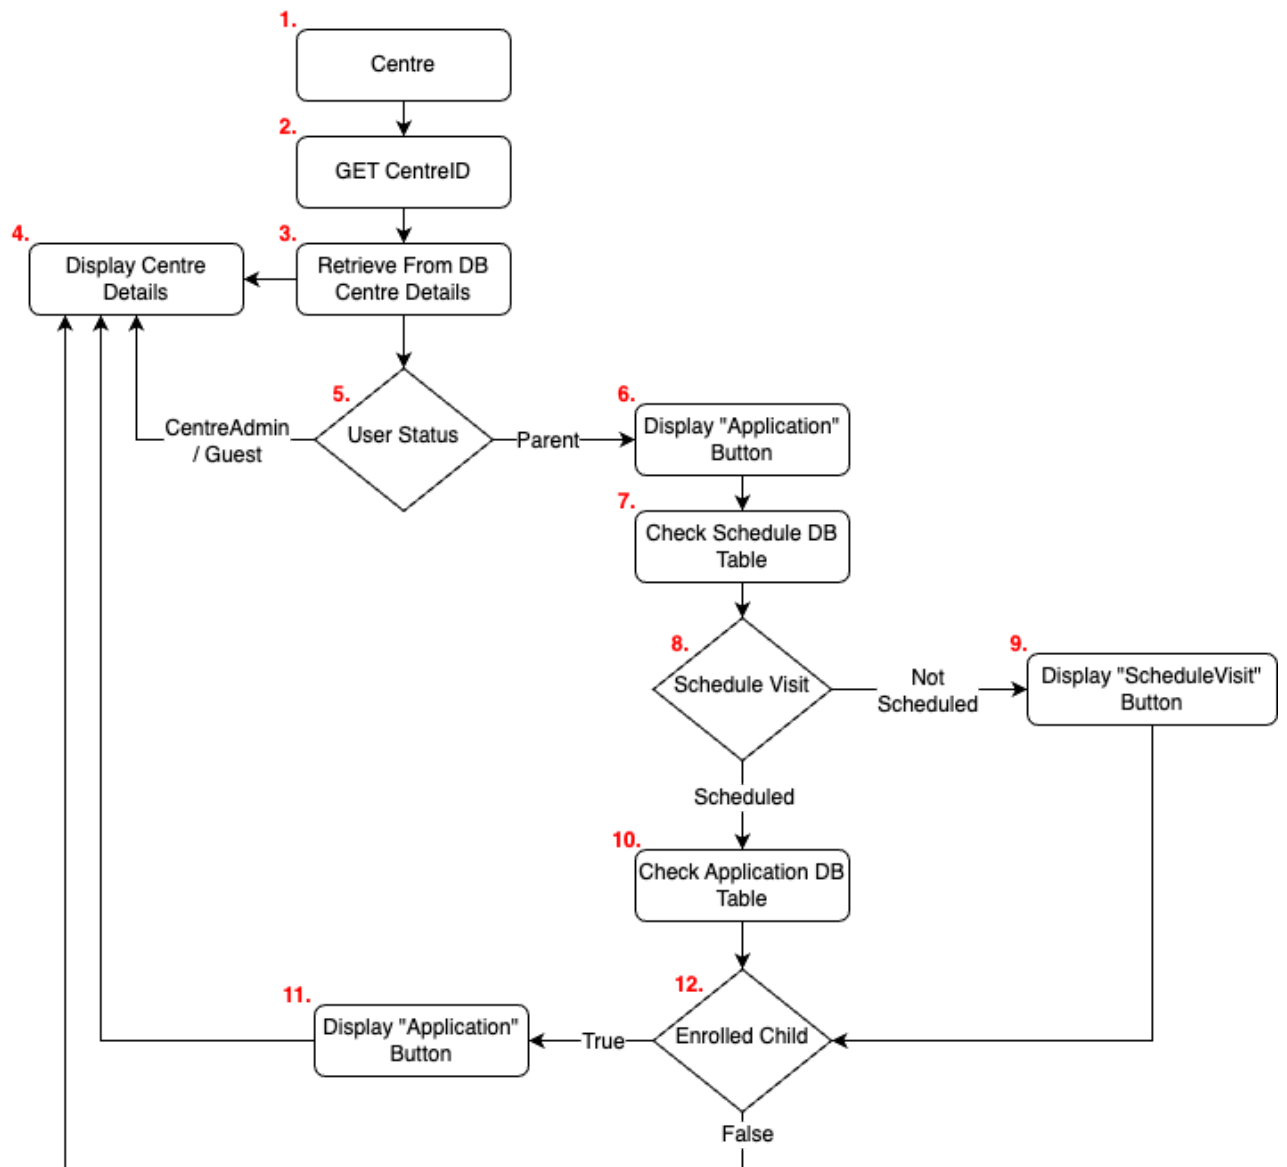 1.
Centre
2.
GET CentreID
3.
Retrieve From DB
Centre Details
4.
Display Centre
Details
5.
User Status
CentreAdmin
/ Guest
Parent
6.
Display "Application"
Button
7.
Check Schedule DB
Table
8.
Schedule Visit
Not
Scheduled
9.
Display "ScheduleVisit"
Button
Scheduled
10.
Check Application DB
Table
12.
Enrolled Child
True
11.
Display "Application"
Button
False